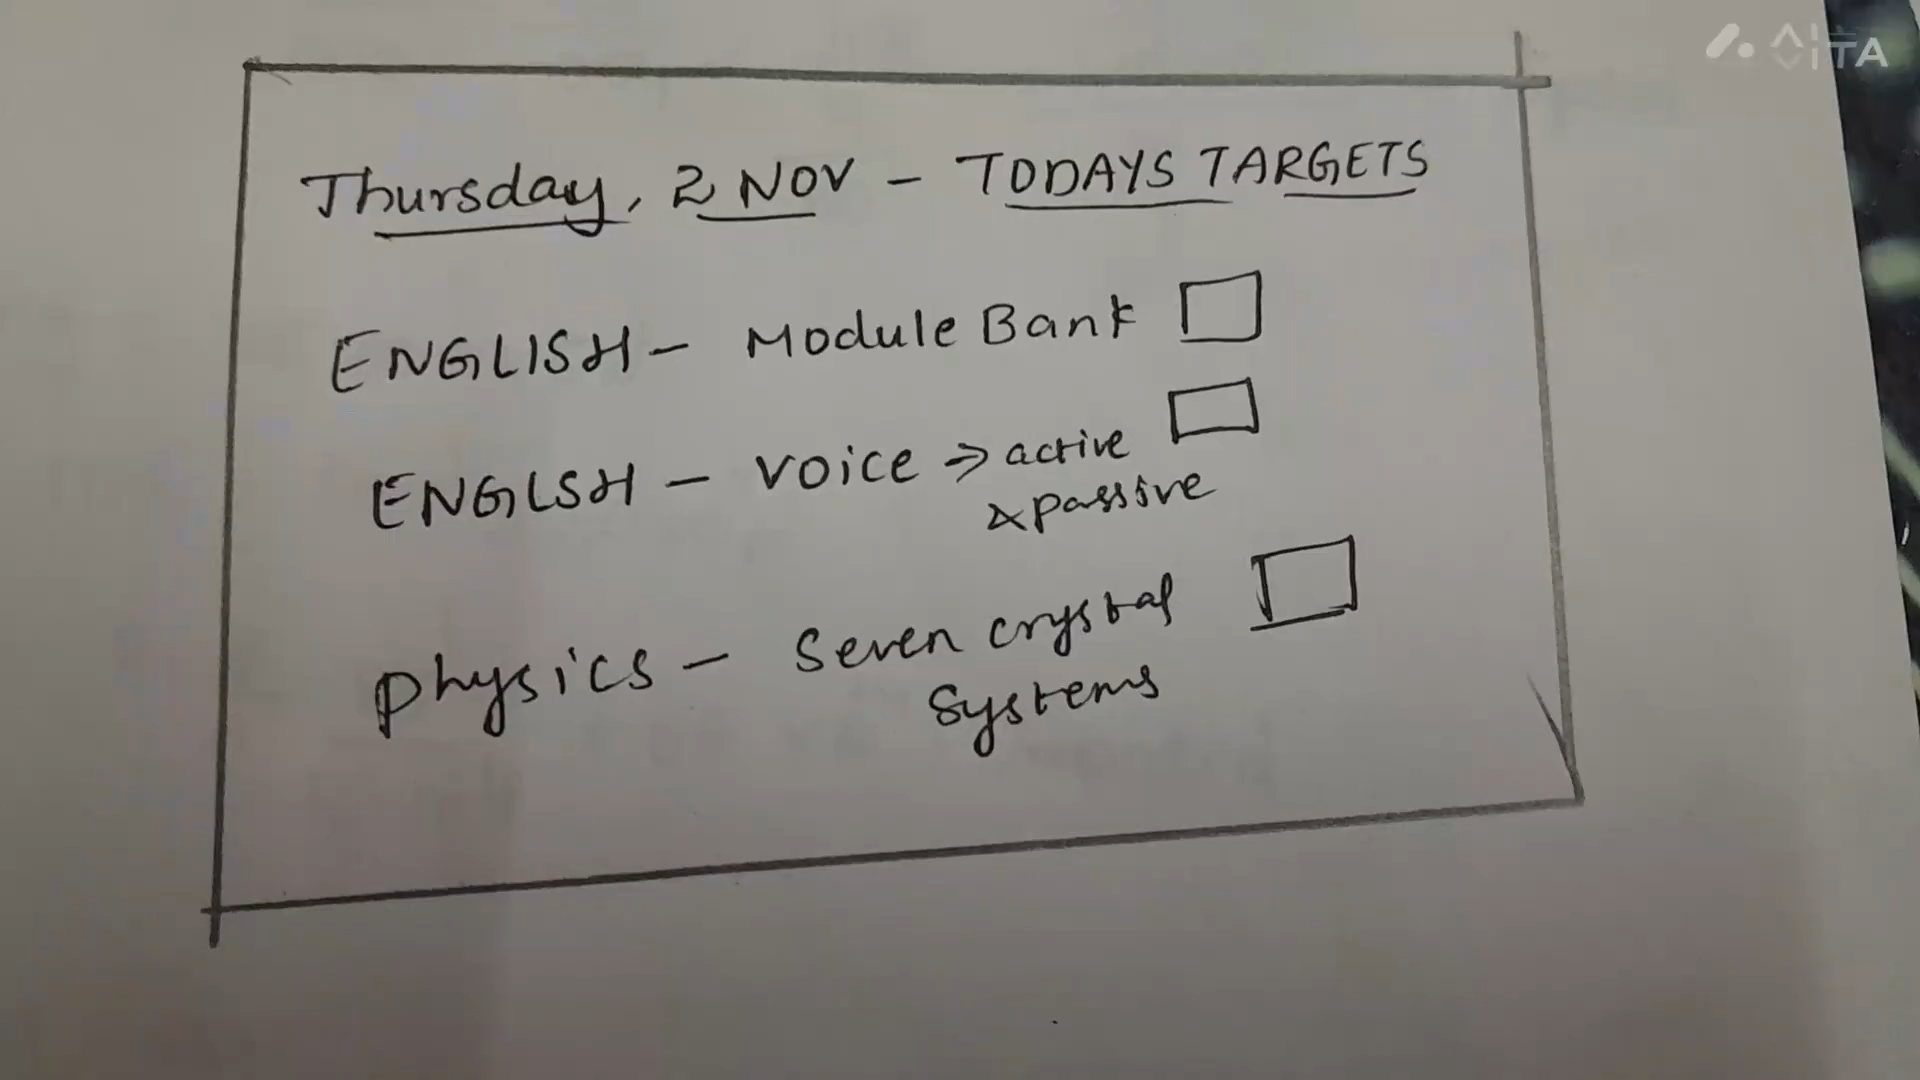 Thursday, 2 NOV - TODAYS TARGETS
ENGLISH - Module Bank
ENGLSH - Voice → active
& passive
Physics - Seven crystal
Systems